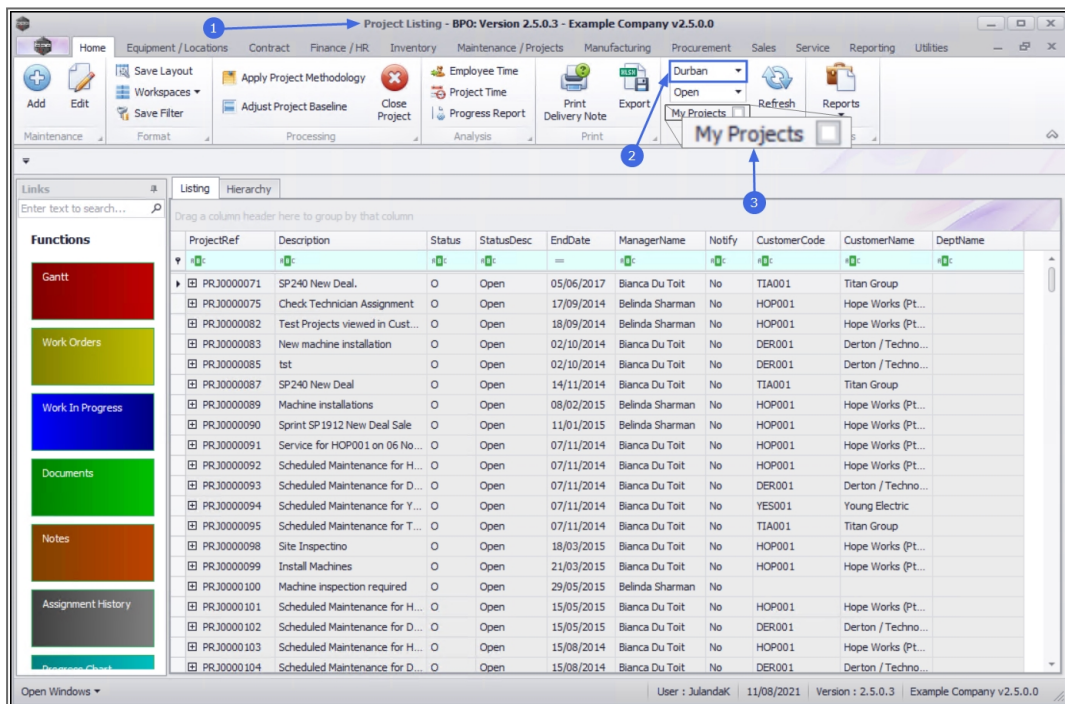 1
Project Listing - BPO: Version 2.5.0.3 - Example Company v2.5.0.0
Home Equipment / Locations Contract Finance / HR Inventory Maintenance / Projects Manufacturing Procurement Sales Service Reporting Utilities
Add
Edit
Maintenance
Save Layout
Workspaces
Save Filter
Format
Apply Project Methodology
Adjust Project Baseline
Close
Project
Processing
Employee Time
Project Time
Progress Report
Analysis
Print
Delivery Note
Export
Print
Durban
Open
My Projects
Refresh
Reports
2
My Projects
3
Links
Enter text to search...
Functions
Gantt
Work Orders
Work In Progress
Documents
Notes
Assignment History
Progress Chart
Listing Hierarchy
Drag a column header here to group by that column
ProjectRef Description Status StatusDesc EndDate ManagerName Notify CustomerCode CustomerName DeptName
PRJ0000071 SP240 New Deal. O Open 05/06/2017 Bianca Du Toit No TIA001 Titan Group
PRJ0000075 Check Technician Assignment O Open 17/09/2014 Belinda Sharman No HOP001 Hope Works (Pt...
PRJ0000082 Test Projects viewed in Cust... O Open 18/09/2014 Belinda Sharman No HOP001 Hope Works (Pt...
PRJ0000083 New machine installation O Open 02/10/2014 Bianca Du Toit No DER001 Derton / Techno...
PRJ0000085 tst O Open 02/10/2014 Bianca Du Toit No DER001 Derton / Techno...
PRJ0000087 SP240 New Deal O Open 14/11/2014 Bianca Du Toit No TIA001 Titan Group
PRJ0000089 Machine installations O Open 08/02/2015 Belinda Sharman No HOP001 Hope Works (Pt...
PRJ0000090 Sprint SP1912 New Deal Sale O Open 11/01/2015 Belinda Sharman No HOP001 Hope Works (Pt...
PRJ0000091 Service for HOP001 on 06 No... O Open 07/11/2014 Bianca Du Toit No HOP001 Hope Works (Pt...
PRJ0000092 Scheduled Maintenance for H... O Open 07/11/2014 Bianca Du Toit No HOP001 Hope Works (Pt...
PRJ0000093 Scheduled Maintenance for D... O Open 07/11/2014 Bianca Du Toit No DER001 Derton / Techno...
PRJ0000094 Scheduled Maintenance for Y... O Open 07/11/2014 Bianca Du Toit No YES001 Young Electric
PRJ0000095 Scheduled Maintenance for T... O Open 07/11/2014 Bianca Du Toit No TIA001 Titan Group
PRJ0000098 Site Inspectino O Open 18/03/2015 Bianca Du Toit No HOP001 Hope Works (Pt...
PRJ0000099 Install Machines O Open 21/03/2015 Bianca Du Toit No HOP001 Hope Works (Pt...
PRJ0000100 Machine inspection required O Open 29/05/2015 Belinda Sharman No
PRJ0000101 Scheduled Maintenance for H... O Open 15/05/2015 Bianca Du Toit No HOP001 Hope Works (Pt...
PRJ0000102 Scheduled Maintenance for D... O Open 15/05/2015 Bianca Du Toit No DER001 Derton / Techno...
PRJ0000103 Scheduled Maintenance for H... O Open 15/08/2014 Bianca Du Toit No HOP001 Hope Works (Pt...
PRJ0000104 Scheduled Maintenance for D... O Open 15/08/2014 Bianca Du Toit No DER001 Derton / Techno...
Open Windows
User : JulandaK 11/08/2021 Version : 2.5.0.3 Example Company v2.5.0.0